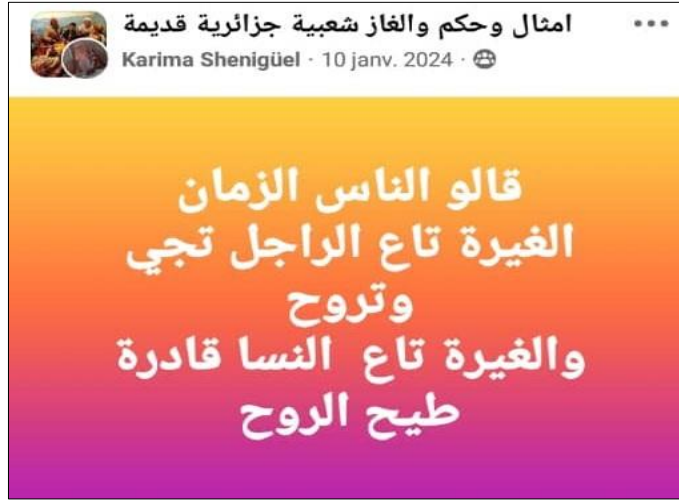 امثال وحكم والغاز شعبية جزائرية قديمة
Karima Shenigüel · 10 janv. 2024 ·
قالو الناس الزمان
الغيرة تاع الراجل تجي
وتروح
والغيرة تاع النسا قادرة
طيح الروح